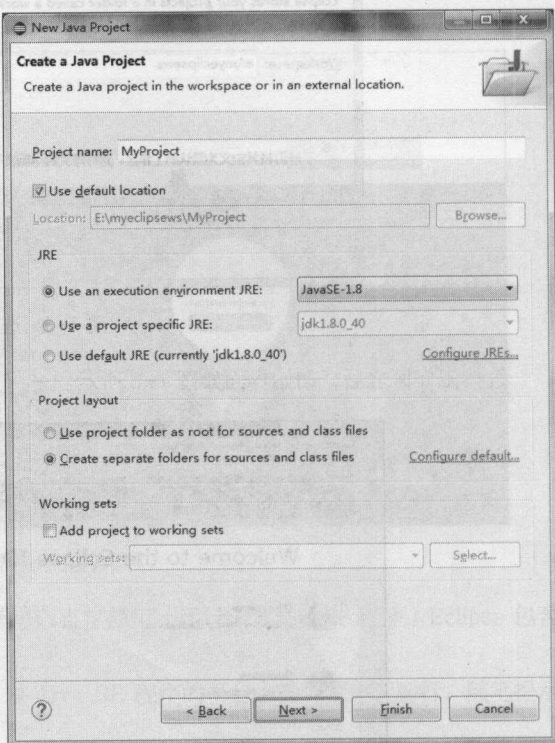 New Java Project
Create a Java Project
Create a Java project in the workspace or in an external location.
Project name: MyProject
Use default location
Location: E:\myeclipsews\MyProject Browse...
JRE
Use an execution environment JRE: JavaSE-1.8
Use a project specific JRE: jdk1.8.0_40
Use default JRE (currently 'jdk1.8.0_40') Configure JREs...
Project layout
Use project folder as root for sources and class files
Create separate folders for sources and class files Configure default...
Working sets
Add project to working sets
Working sets: Select...
? < Back Next > Finish Cancel